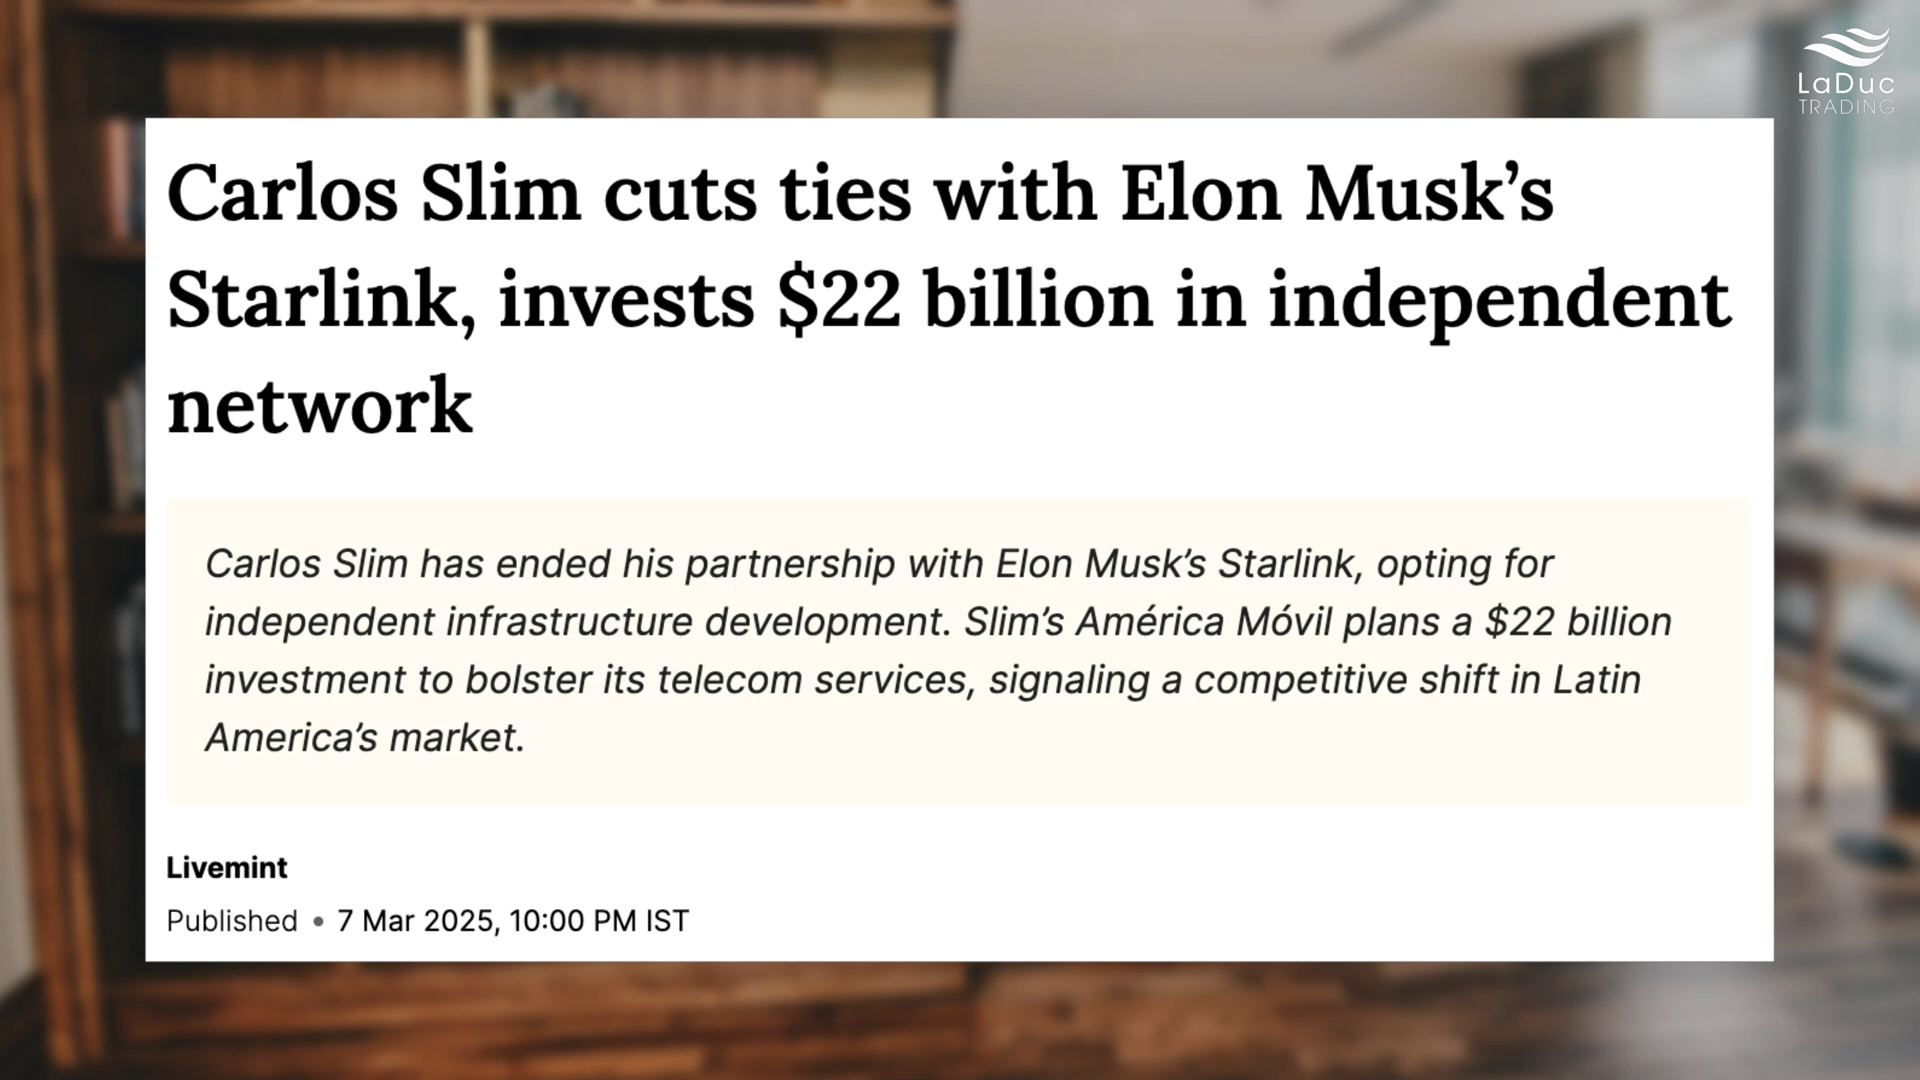 LaDuc
TRADING
Carlos Slim cuts ties with Elon Musk’s
Starlink, invests $22 billion in independent
network
Carlos Slim has ended his partnership with Elon Musk’s Starlink, opting for
independent infrastructure development. Slim’s América Móvil plans a $22 billion
investment to bolster its telecom services, signaling a competitive shift in Latin
America’s market.
Livemint
Published • 7 Mar 2025, 10:00 PM IST